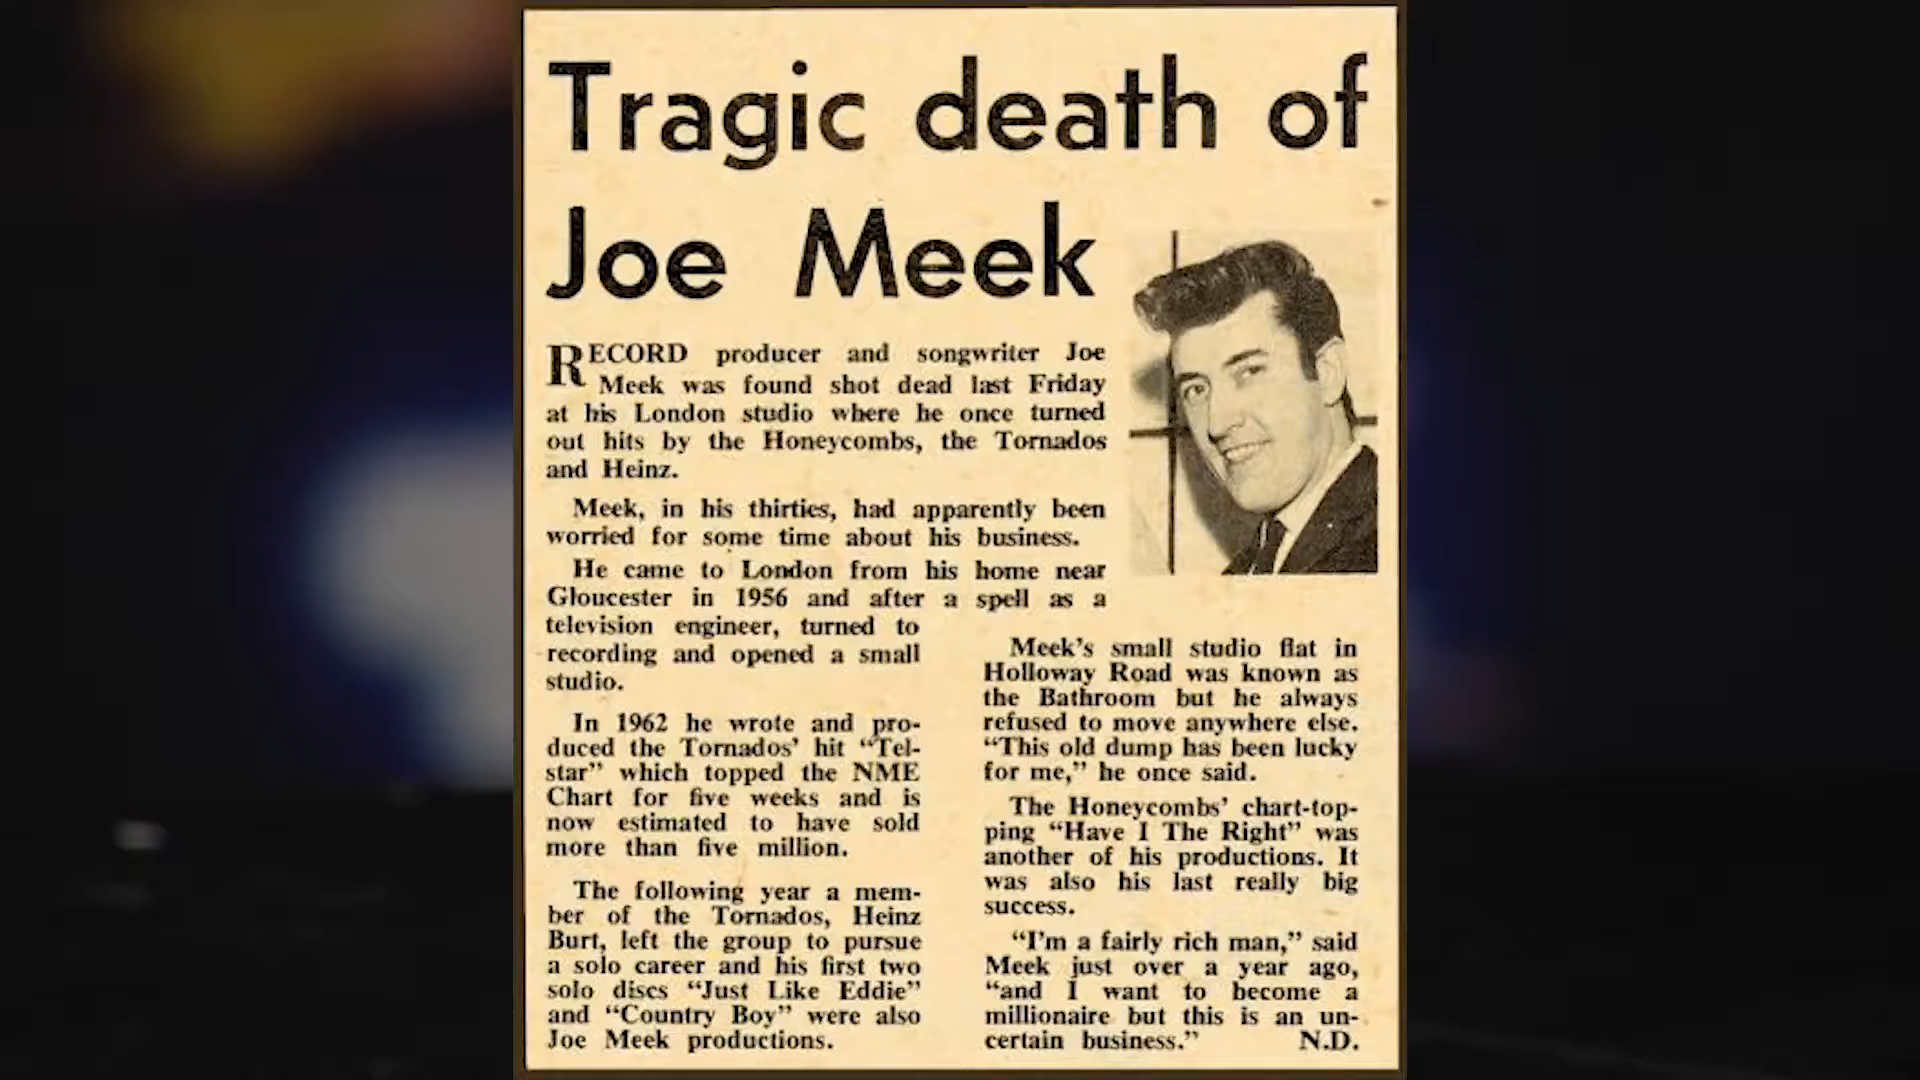 Tragic death of
Joe Meek
RECORD producer and songwriter Joe
Meek was found shot dead last Friday
at his London studio where he once turned
out hits by the Honeycombs, the Tornados
and Heinz.
Meek, in his thirties, had apparently been
worried for some time about his business.
He came to London from his home near
Gloucester in 1956 and after a spell as a
television engineer, turned to
recording and opened a small
studio.
In 1962 he wrote and pro-
duced the Tornados' hit "Tel-
star" which topped the NME
Chart for five weeks and is
now estimated to have sold
more than five million.
The following year a mem-
ber of the Tornados, Heinz
Burt, left the group to pursue
a solo career and his first two
solo discs "Just Like Eddie"
and "Country Boy" were also
Joe Meek productions.
Meek's small studio flat in
Holloway Road was known as
the Bathroom but he always
refused to move anywhere else.
"This old dump has been lucky
for me," he once said.
The Honeycombs' chart-top-
ping "Have I The Right" was
another of his productions. It
was also his last really big
success.
"I'm a fairly rich man," said
Meek just over a year ago,
"and I want to become a
millionaire but this is an un-
certain business." N.D.